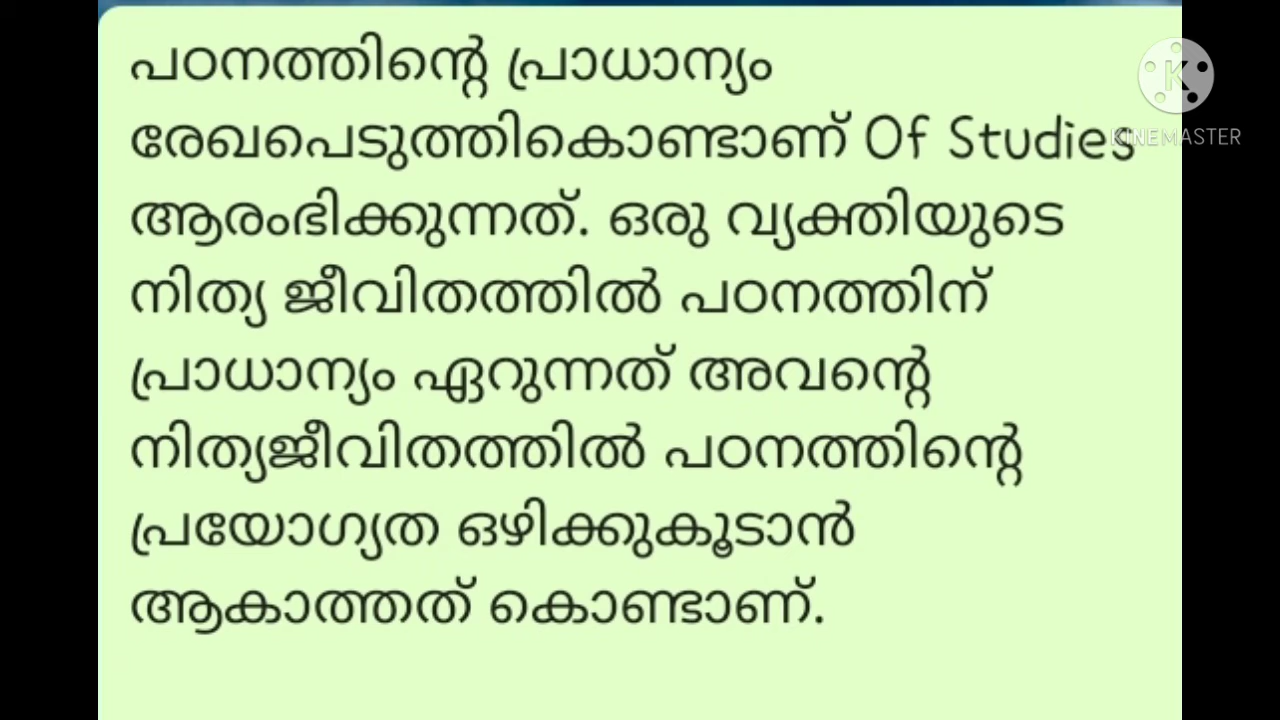 പഠനത്തിന്റെ പ്രാധാന്യം
രേഖപെടുത്തികൊണ്ടാണ് Of Studies
ആരംഭിക്കുന്നത്. ഒരു വ്യക്തിയുടെ
നിത്യ ജീവിതത്തിൽ പഠനത്തിന്
പ്രാധാന്യം ഏറുന്നത് അവന്റെ
നിത്യജീവിതത്തിൽ പഠനത്തിന്റെ
പ്രയോഗ്യത ഒഴിക്കുകൂടാൻ
ആകാത്തത് കൊണ്ടാണ്.
K
KINEMASTER